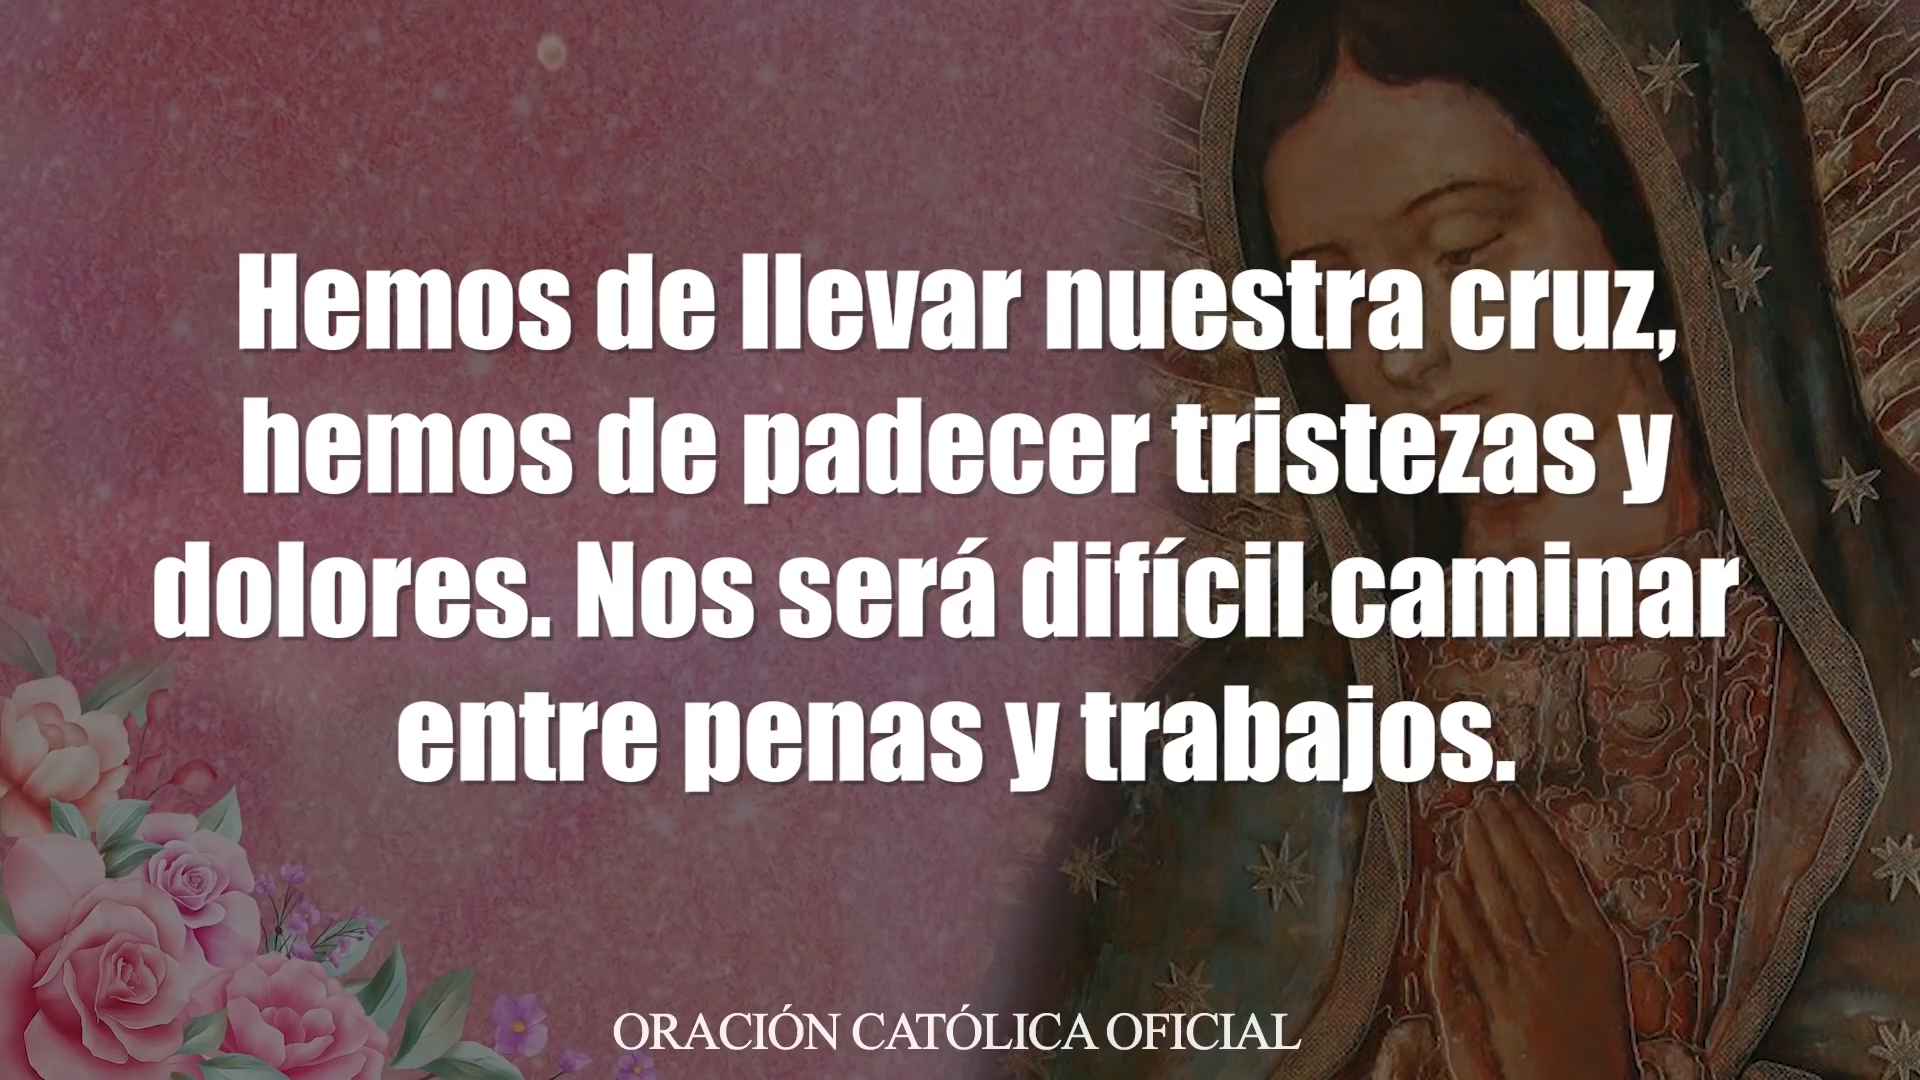 Hemos de llevar nuestra cruz,
hemos de padecer tristezas y
dolores. Nos será difícil caminar
entre penas y trabajos.
ORACIÓN CATÓLICA OFICIAL